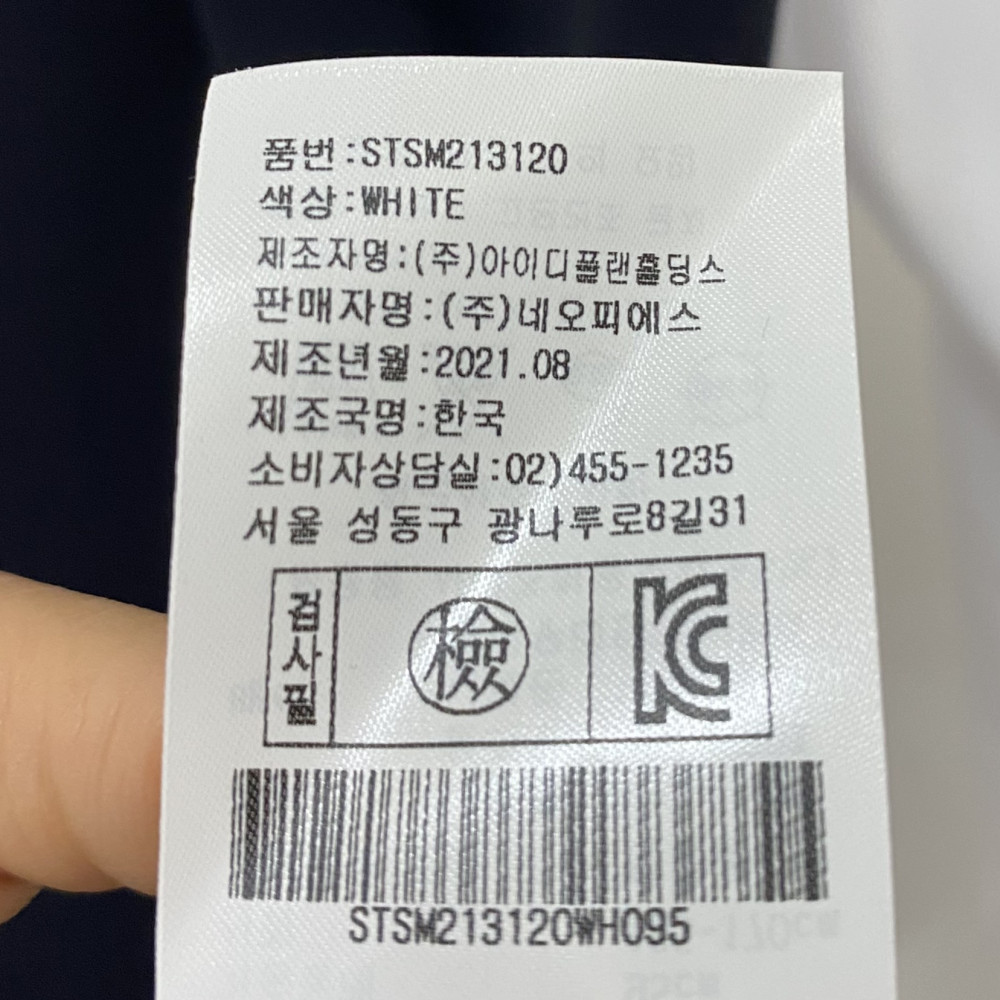 품번:STSM213120
색상:WHITE
제조자명:(주)아이디플랜홀딩스
판매자명:(주)네오피에스
제조년월:2021.08
제조국명:한국
소비자상담실:02)455-1235
서울 성동구 광나루로8길31
검사필
檢
KC
STSM213120WH095